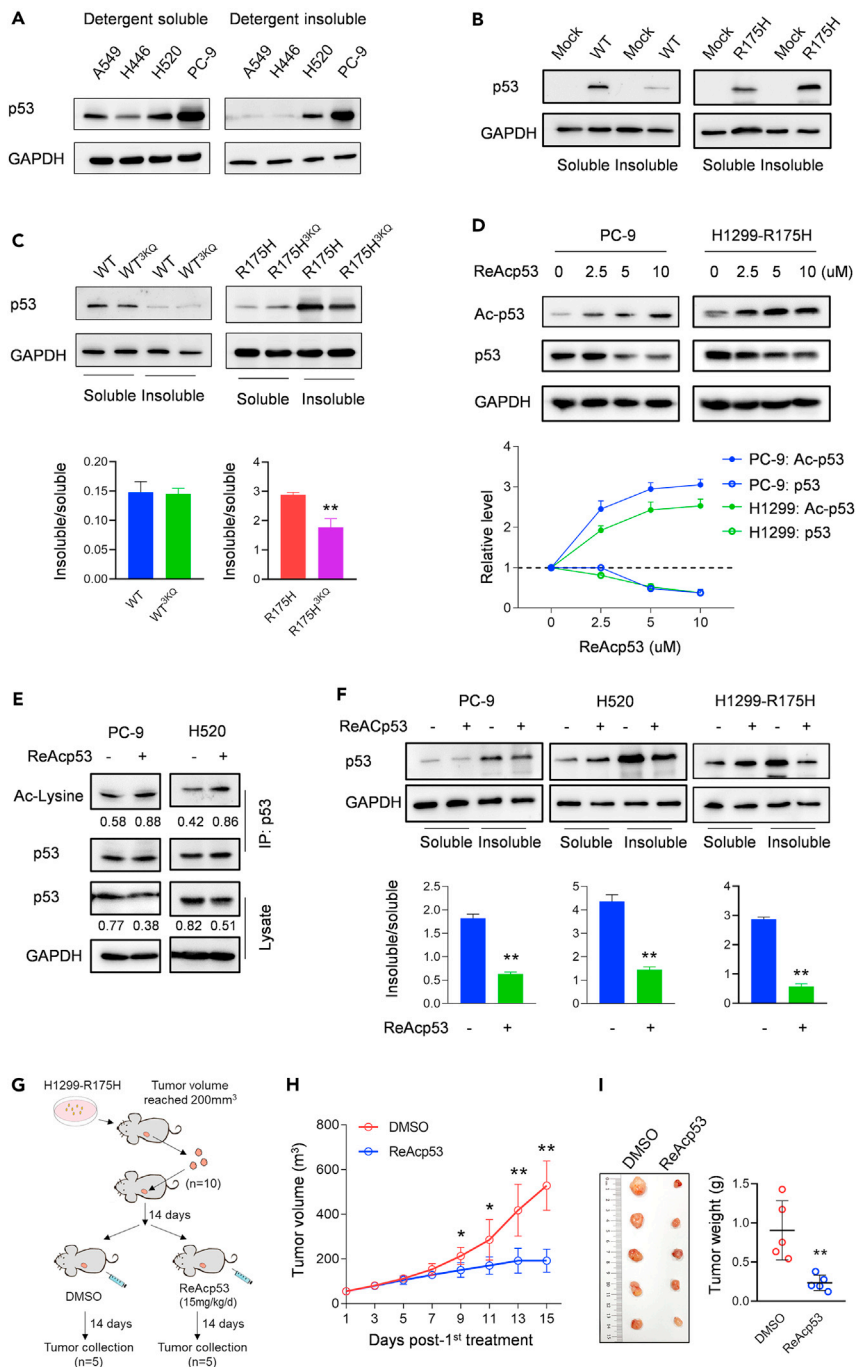 A
Detergent soluble Detergent insoluble
A549 H446 H520 PC-9 A549 H446 H520 PC-9
p53
GAPDH
B
Mock WT Mock WT Mock R175H Mock R175H
p53
GAPDH
Soluble Insoluble Soluble Insoluble
C
WT WT3KQ WT WT3KQ R175H R175H3KQ R175H R175H3KQ
p53
GAPDH
Soluble Insoluble Soluble Insoluble
Insoluble/soluble
0.20
0.15
0.10
0.05
0.00
WT WT3KQ
Insoluble/soluble
4
3
2
1
0
**
R175H R175H3KQ
D
PC-9 H1299-R175H
ReAcp53 0 2.5 5 10 0 2.5 5 10 (uM)
Ac-p53
p53
GAPDH
Relative level
4
3
2
1
0
PC-9: Ac-p53
PC-9: p53
H1299: Ac-p53
H1299: p53
0 2.5 5 10
ReAcp53 (uM)
E
PC-9 H520
ReAcp53 - + - +
Ac-Lysine
0.58 0.88 0.42 0.86
p53
IP: p53
p53
0.77 0.38 0.82 0.51
GAPDH
Lysate
F
PC-9 H520 H1299-R175H
ReACp53 - + - + - + - + - + - +
p53
GAPDH
Soluble Insoluble Soluble Insoluble Soluble Insoluble
Insoluble/soluble
2.5
2.0
1.5
1.0
0.5
0.0
**
5
4
3
2
1
0
**
4
3
2
1
0
**
ReAcp53 - + - + - +
G
H1299-R175H
Tumor volume
reached 200mm3
(n=10)
14 days
DMSO
ReAcp53
(15mg/kg/d)
14 days 14 days
Tumor collection Tumor collection
(n=5) (n=5)
H
Tumor volume (m3)
800
600
400
200
0
DMSO
ReAcp53
* * ** **
1 3 5 7 9 11 13 15
Days post-1st treatment
I
DMSO ReAcp53
Tumor weight (g)
1.5
1.0
0.5
0.0
**
DMSO ReAcp53